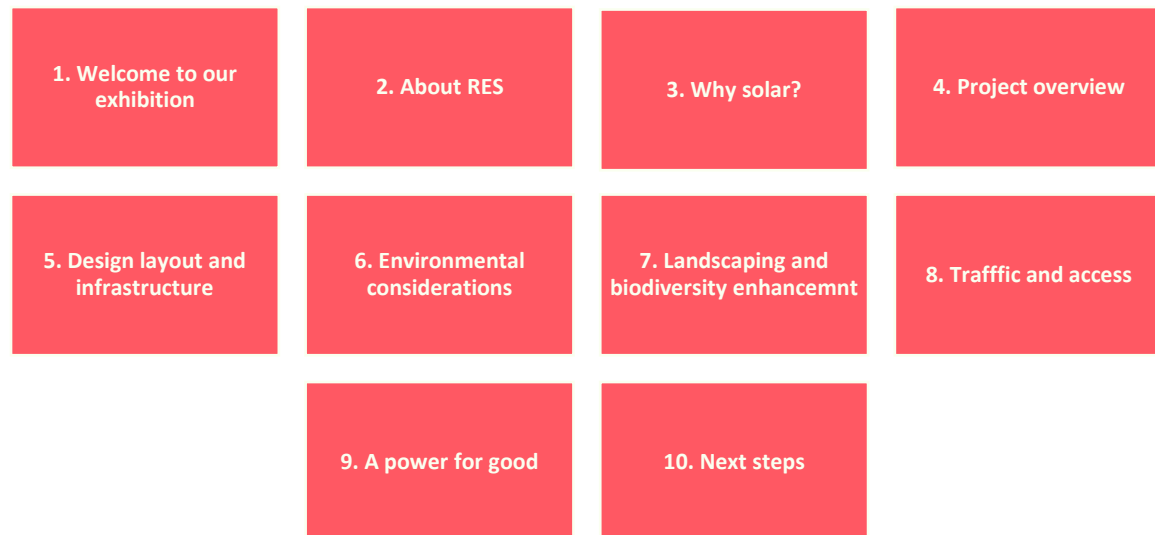 1. Welcome to our
exhibition
2. About RES
3. Why solar?
4. Project overview
5. Design layout and
infrastructure
6. Environmental
considerations
7. Landscaping and
biodiversity enhancemnt
8. Trafffic and access
9. A power for good
10. Next steps